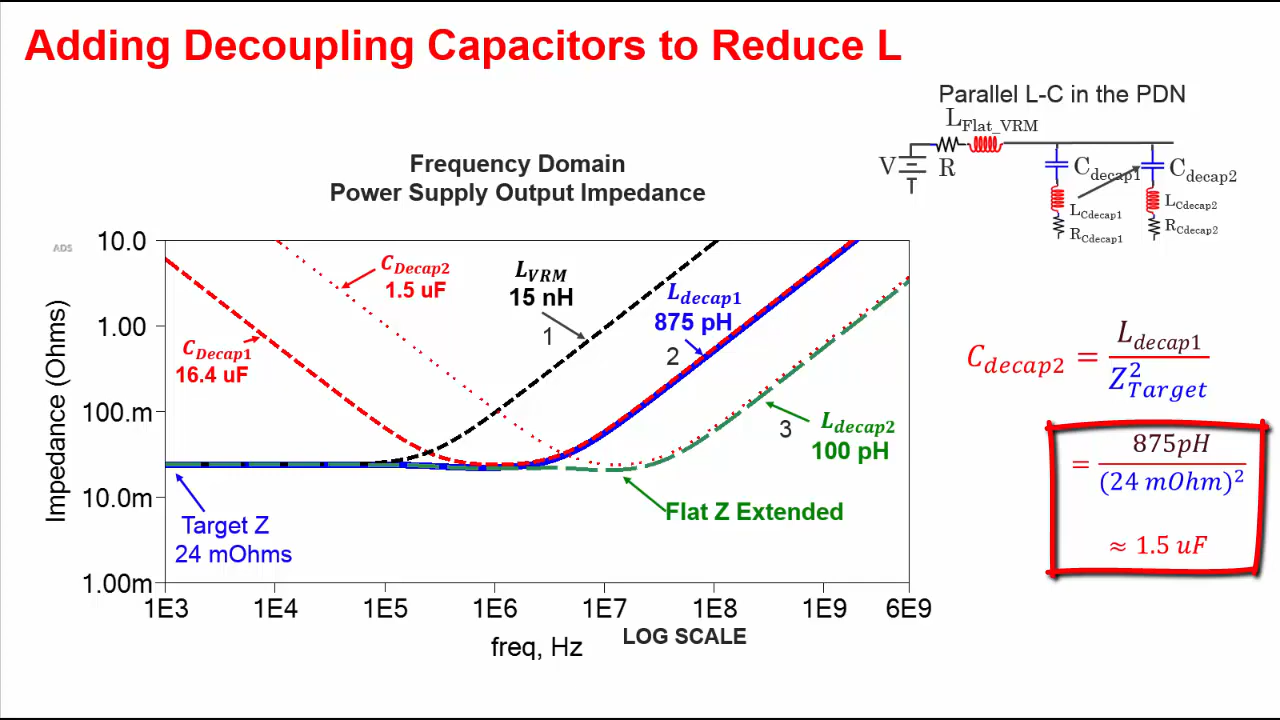 Adding Decoupling Capacitors to Reduce L
Parallel L-C in the PDN
L_Flat_VRM
V
R
C_decap1
C_decap2
L_Cdecap1
R_Cdecap1
L_Cdecap2
R_Cdecap2
Frequency Domain
Power Supply Output Impedance
ADS
Impedance (Ohms)
10.0
1.00
100.m
10.0m
1.00m
C_Decap2
1.5 uF
L_VRM
15 nH
1
L_decap1
875 pH
2
C_Decap1
16.4 uF
L_decap2
100 pH
3
Flat Z Extended
Target Z
24 mOhms
1E3 1E4 1E5 1E6 1E7 1E8 1E9 6E9
freq, Hz
LOG SCALE
C_decap2 = L_decap1 / Z_Target^2
= 875pH / (24 mOhm)^2
≈ 1.5 uF